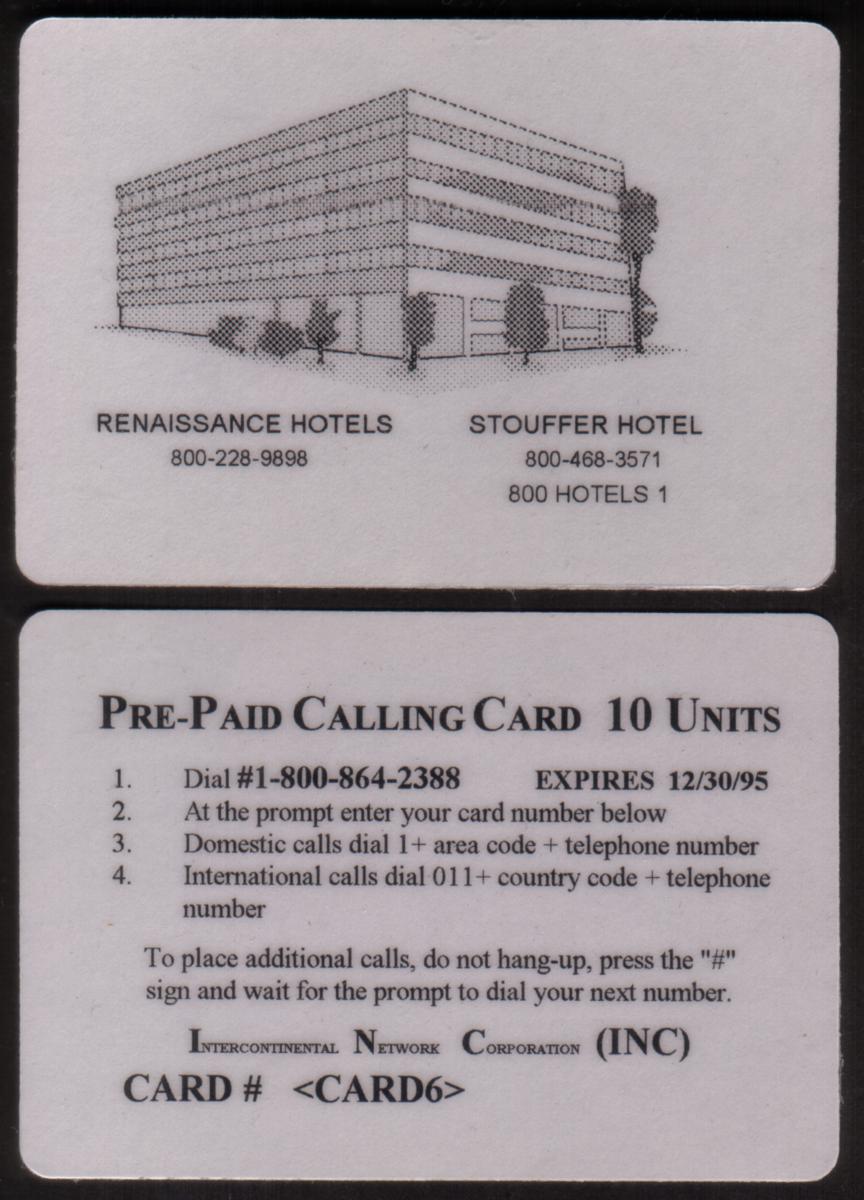 RENAISSANCE HOTELS
800-228-9898
STOUFFER HOTEL
800-468-3571
800 HOTELS 1
PRE-PAID CALLING CARD 10 UNITS
1. Dial #1-800-864-2388 EXPIRES 12/30/95
2. At the prompt enter your card number below
3. Domestic calls dial 1+ area code + telephone number
4. International calls dial 011+ country code + telephone
number
To place additional calls, do not hang-up, press the "#"
sign and wait for the prompt to dial your next number.
INTERCONTINENTAL NETWORK CORPORATION (INC)
CARD # <CARD6>